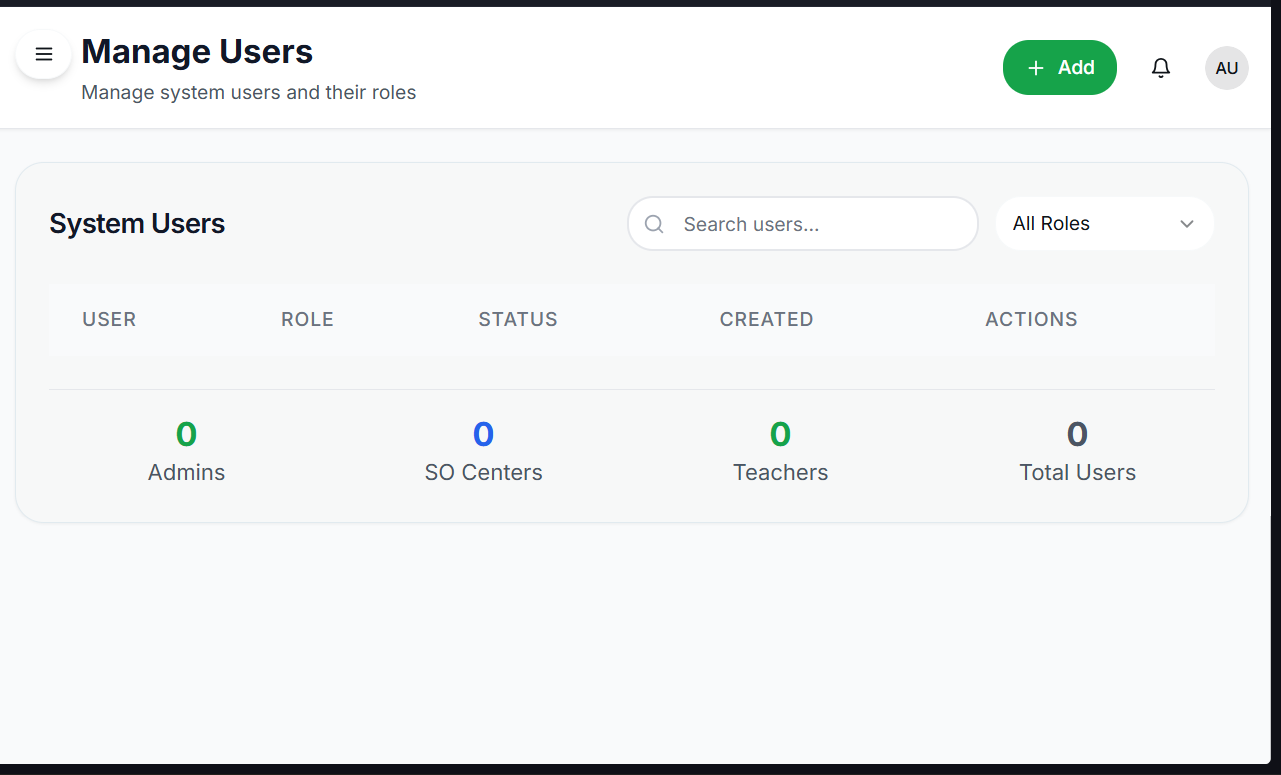 Manage Users
Manage system users and their roles
Add
AU
System Users
Search users...
All Roles
USER ROLE STATUS CREATED ACTIONS
0 0 0 0
Admins SO Centers Teachers Total Users